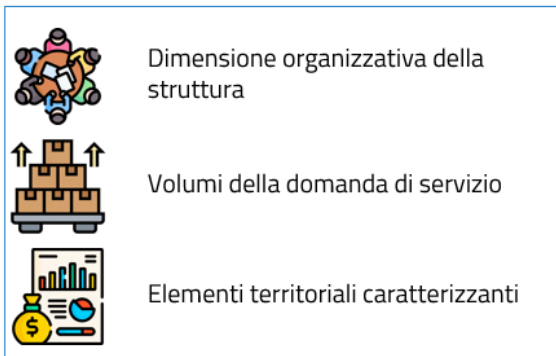 Dimensione organizzativa della
struttura
Volumi della domanda di servizio
Elementi territoriali caratterizzanti
$